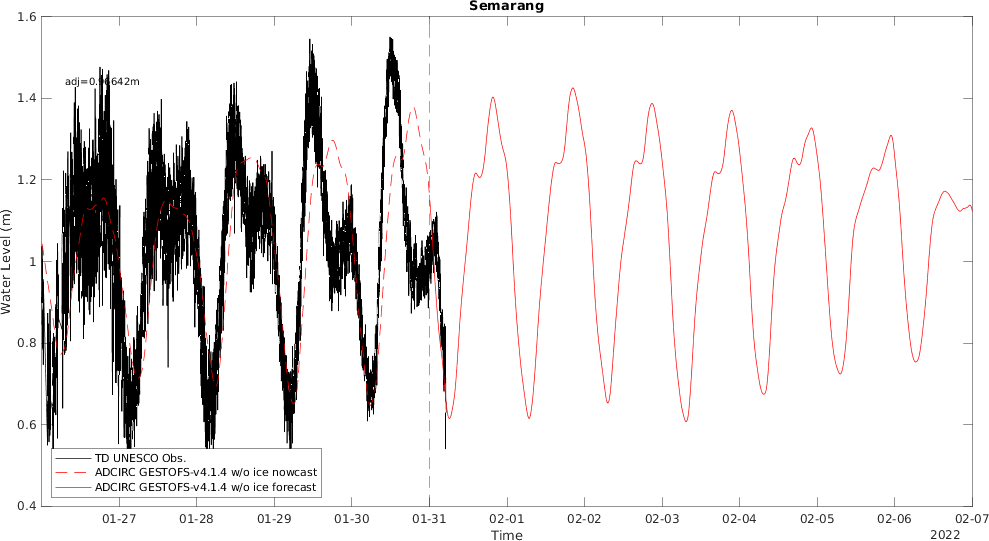 Semarang
1.6
1.4
1.2
1
0.8
0.6
0.4
Water Level (m)
adj=0.96642m
TD UNESCO Obs.
ADCIRC GESTOFS-v4.1.4 w/o ice nowcast
ADCIRC GESTOFS-v4.1.4 w/o ice forecast
01-27 01-28 01-29 01-30 01-31 02-01 02-02 02-03 02-04 02-05 02-06 02-07
Time
2022